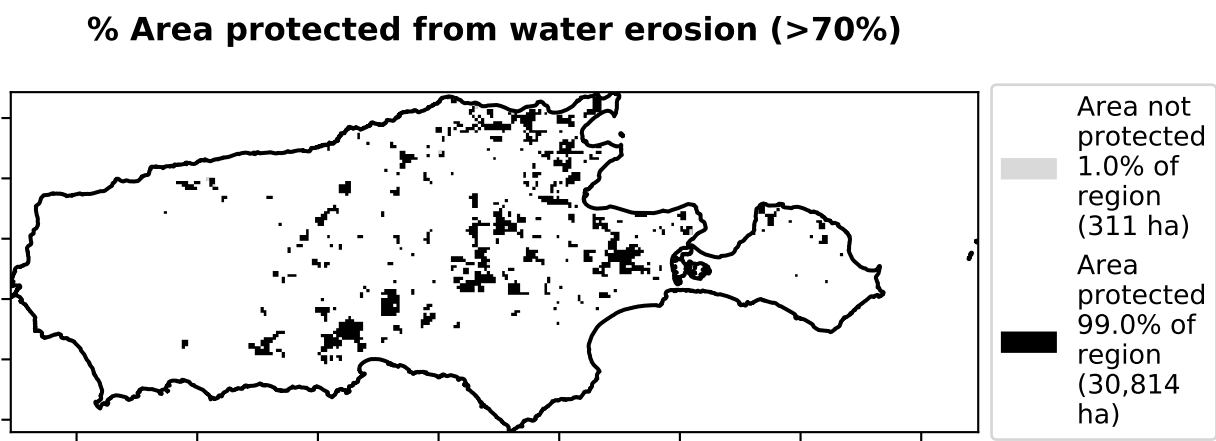 % Area protected from water erosion (>70%)
Area not
protected
1.0% of
region
(311 ha)
Area
protected
99.0% of
region
(30,814
ha)